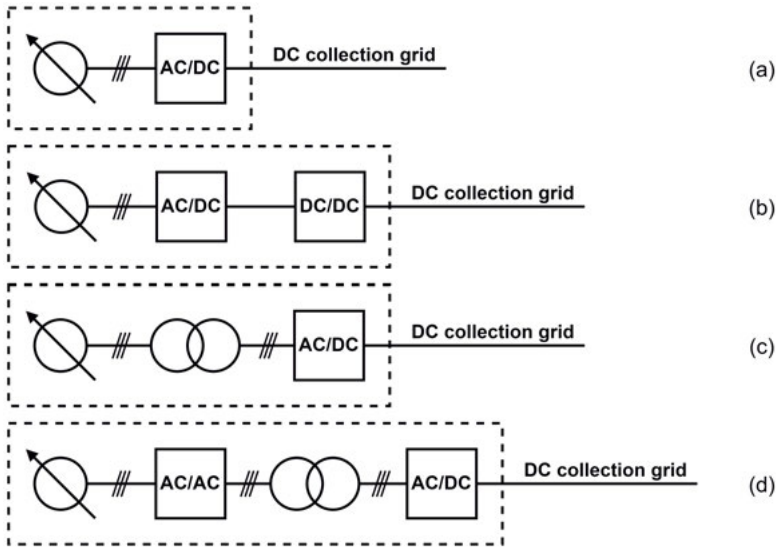 DC collection grid
AC/DC
(a)
DC collection grid
AC/DC
DC/DC
(b)
DC collection grid
AC/DC
(c)
DC collection grid
AC/AC
AC/DC
(d)